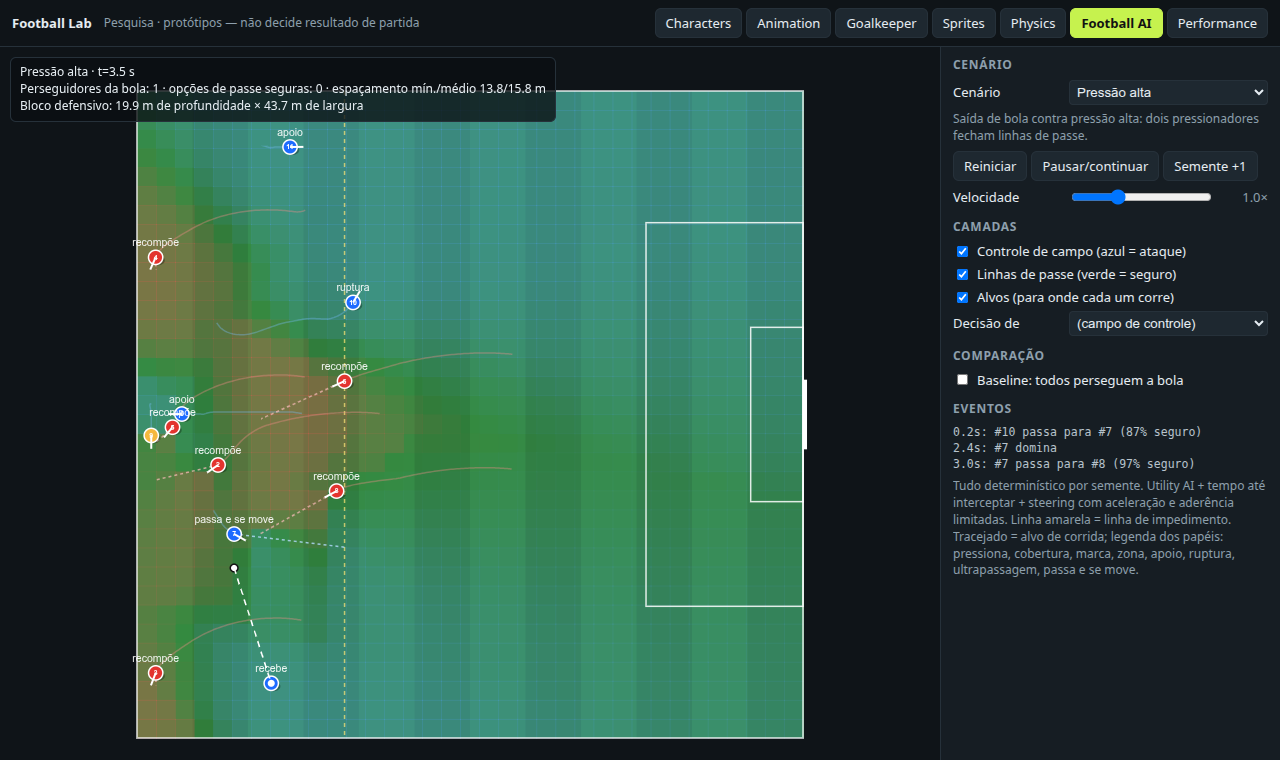 Football Lab Pesquisa · protótipos — não decide resultado de partida
Characters Animation Goalkeeper Sprites Physics Football AI Performance
Pressão alta · t=3.5 s
Perseguidores da bola: 1 · opções de passe seguras: 0 · espaçamento mín./médio 13.8/15.8 m
Bloco defensivo: 19.9 m de profundidade × 43.7 m de largura
apoio
recompõe
ruptura
recompõe
apoio
recompõe
recompõe
recompõe
passa e se move
recompõe
recebe
CENÁRIO
Cenário Pressão alta
Saída de bola contra pressão alta: dois pressionadores
fecham linhas de passe.
Reiniciar Pausar/continuar Semente +1
Velocidade 1.0×
CAMADAS
Controle de campo (azul = ataque)
Linhas de passe (verde = seguro)
Alvos (para onde cada um corre)
Decisão de (campo de controle)
COMPARAÇÃO
Baseline: todos perseguem a bola
EVENTOS
0.2s: #10 passa para #7 (87% seguro)
2.4s: #7 domina
3.0s: #7 passa para #8 (97% seguro)
Tudo determinístico por semente. Utility AI + tempo até
interceptar + steering com aceleração e aderência
limitadas. Linha amarela = linha de impedimento.
Tracejado = alvo de corrida; legenda dos papéis:
pressiona, cobertura, marca, zona, apoio, ruptura,
ultrapassagem, passa e se move.